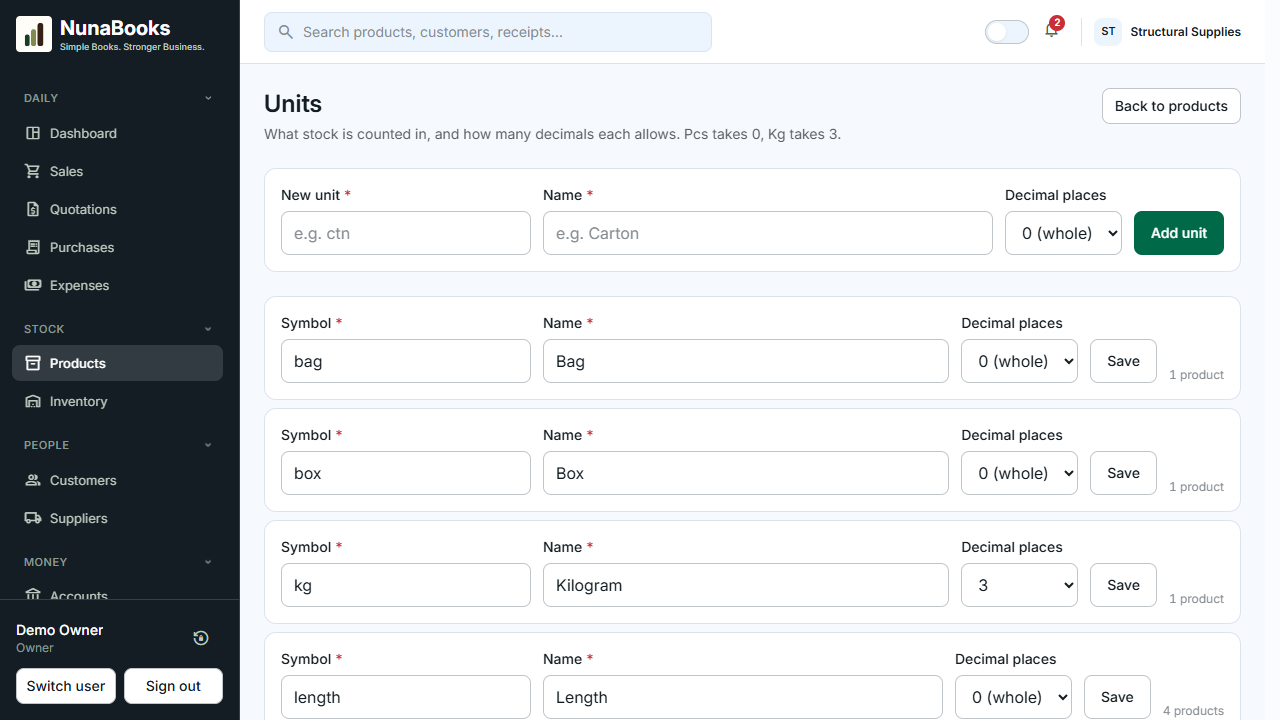 NunaBooks
Simple Books. Stronger Business.
DAILY
Dashboard
Sales
Quotations
Purchases
Expenses
STOCK
Products
Inventory
PEOPLE
Customers
Suppliers
MONEY
Accounts
Demo Owner
Owner
Switch user
Sign out
Search products, customers, receipts...
2
ST
Structural Supplies
Units
What stock is counted in, and how many decimals each allows. Pcs takes 0, Kg takes 3.
Back to products
New unit *
Name *
Decimal places
e.g. ctn
e.g. Carton
0 (whole)
Add unit
Symbol *
Name *
Decimal places
bag
Bag
0 (whole)
Save
1 product
Symbol *
Name *
Decimal places
box
Box
0 (whole)
Save
1 product
Symbol *
Name *
Decimal places
kg
Kilogram
3
Save
1 product
Symbol *
Name *
Decimal places
length
Length
0 (whole)
Save
4 products